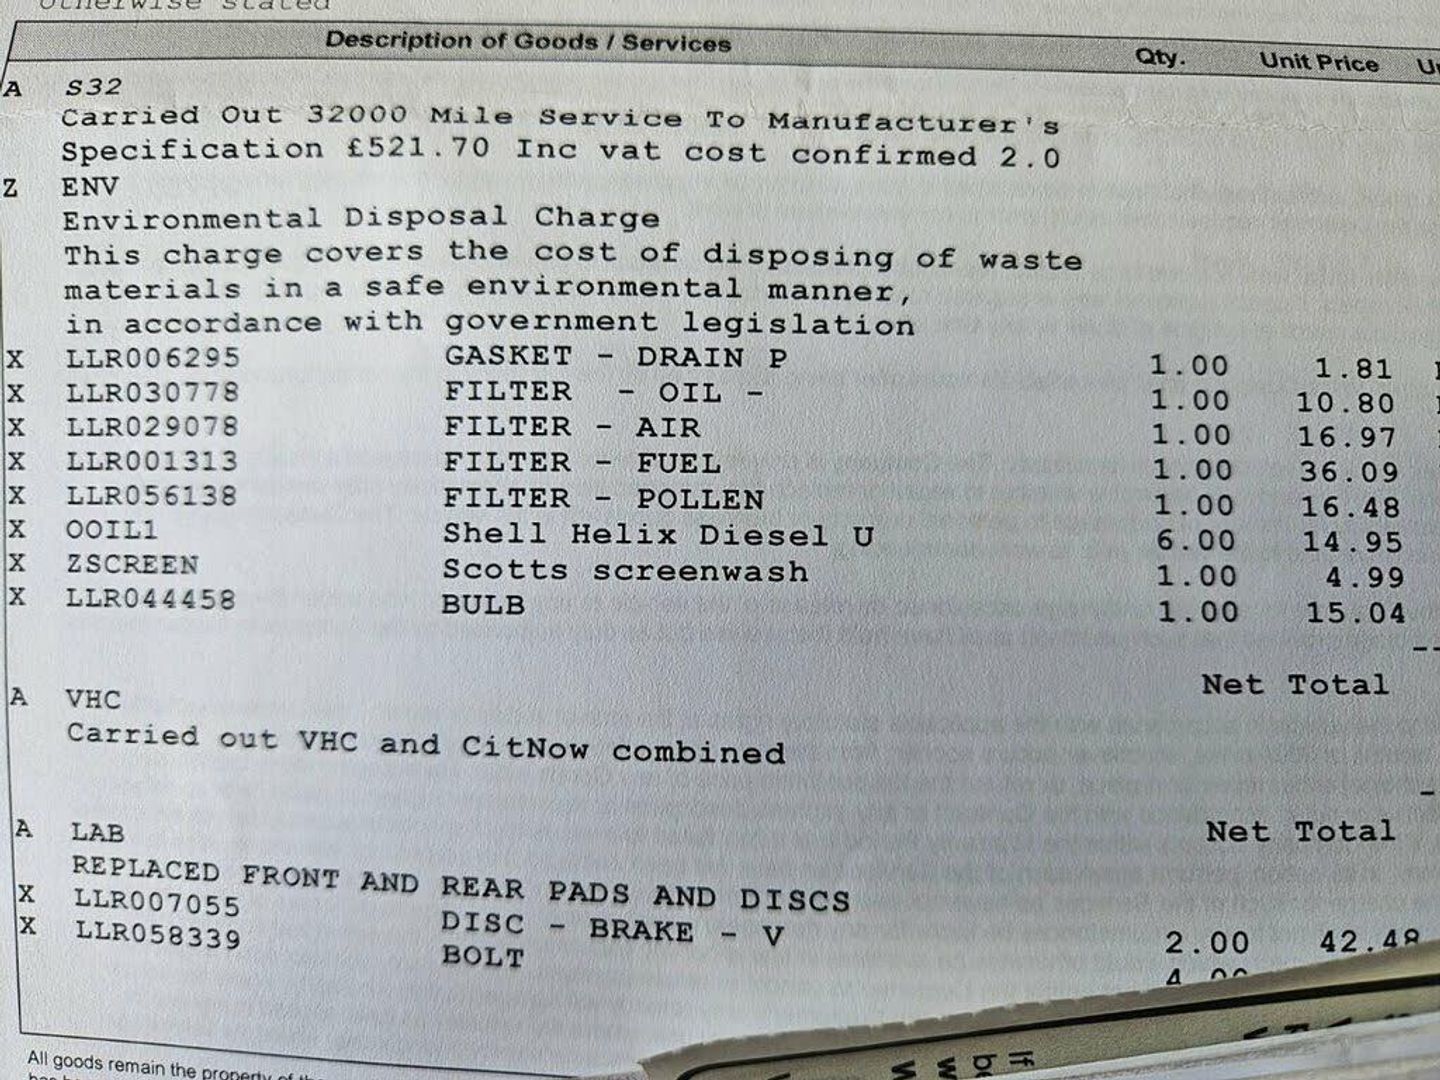 otherwise stated
Description of Goods / Services Qty. Unit Price
A S32
Carried Out 32000 Mile Service To Manufacturer's
Specification £521.70 Inc vat cost confirmed 2.0
Z ENV
Environmental Disposal Charge
This charge covers the cost of disposing of waste
materials in a safe environmental manner,
in accordance with government legislation
X LLR006295 GASKET - DRAIN P 1.00 1.81
X LLR030778 FILTER - OIL - 1.00 10.80
X LLR029078 FILTER - AIR 1.00 16.97
X LLR001313 FILTER - FUEL 1.00 36.09
X LLR056138 FILTER - POLLEN 1.00 16.48
X OOIL1 Shell Helix Diesel U 6.00 14.95
X ZSCREEN Scotts screenwash 1.00 4.99
X LLR044458 BULB 1.00 15.04
Net Total
A VHC
Carried out VHC and CitNow combined
Net Total
A LAB
REPLACED FRONT AND REAR PADS AND DISCS
X LLR007055 DISC - BRAKE - V 2.00 42.48
X LLR058339 BOLT 4.00
All goods remain the property of
If